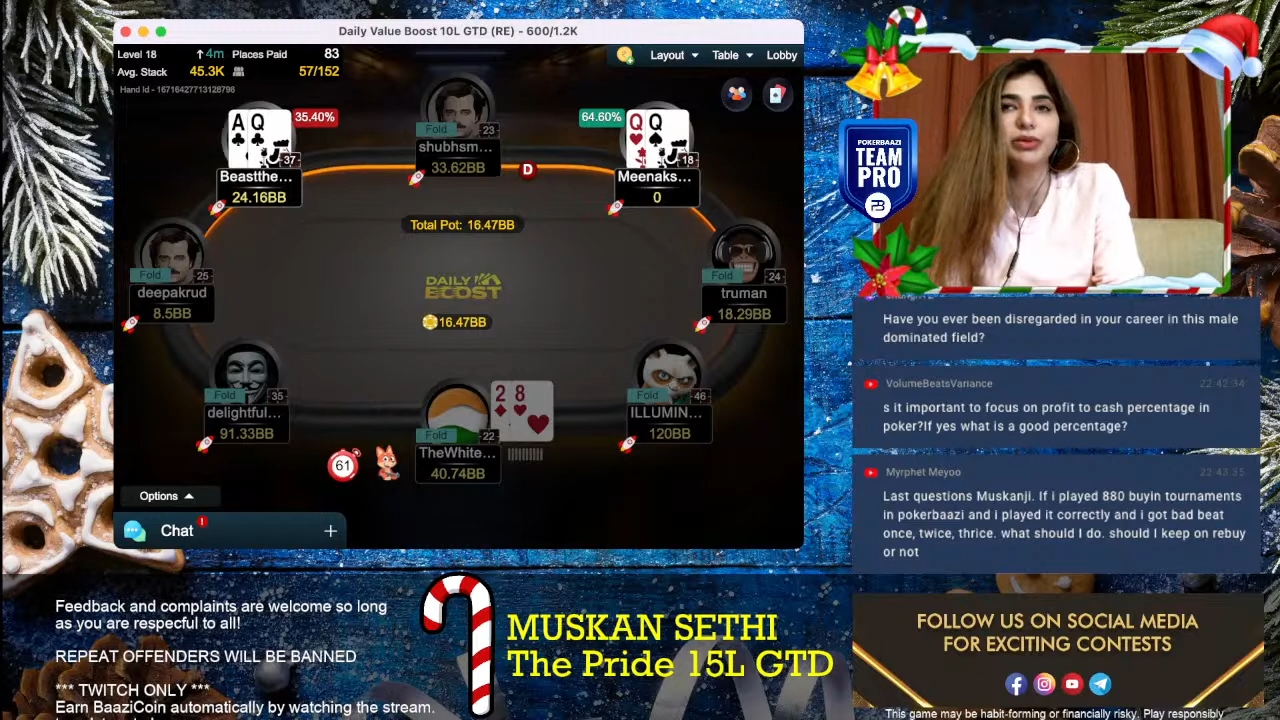 Daily Value Boost 10L GTD (RE) - 600/1.2K
Level 18 ↑4m Places Paid 83
Avg. Stack 45.3K 57/152
Hand Id - 16716427713128796
Layout Table Lobby
A Q 35.40%
37
Beastthe...
24.16BB
Fold 23
shubhsm...
33.62BB
D
64.60% Q Q
18
Meenaks...
0
Total Pot: 16.47BB
Fold 25
deepakrud
8.5BB
DAILY
BOOST
16.47BB
Fold 24
truman
18.29BB
Fold 35
delightful...
91.33BB
2 8
Fold 22
TheWhite...
40.74BB
Fold 46
ILLUMIN...
120BB
61
Options
Chat !
+
POKERBAAZI
TEAM
PRO
Have you ever been disregarded in your career in this male
dominated field?
VolumeBeatsVariance 22:42:34
s it important to focus on profit to cash percentage in
poker?If yes what is a good percentage?
Myrphet Meyoo 22:43:35
Last questions Muskanji. If i played 880 buyin tournaments
in pokerbaazi and i played it correctly and i got bad beat
once, twice, thrice. what should I do. should I keep on rebuy
or not
Feedback and complaints are welcome so long
as you are respecful to all!
REPEAT OFFENDERS WILL BE BANNED
*** TWITCH ONLY ***
Earn BaaziCoin automatically by watching the stream.
MUSKAN SETHI
The Pride 15L GTD
FOLLOW US ON SOCIAL MEDIA
FOR EXCITING CONTESTS
This game may be habit-forming or financially risky. Play responsibly